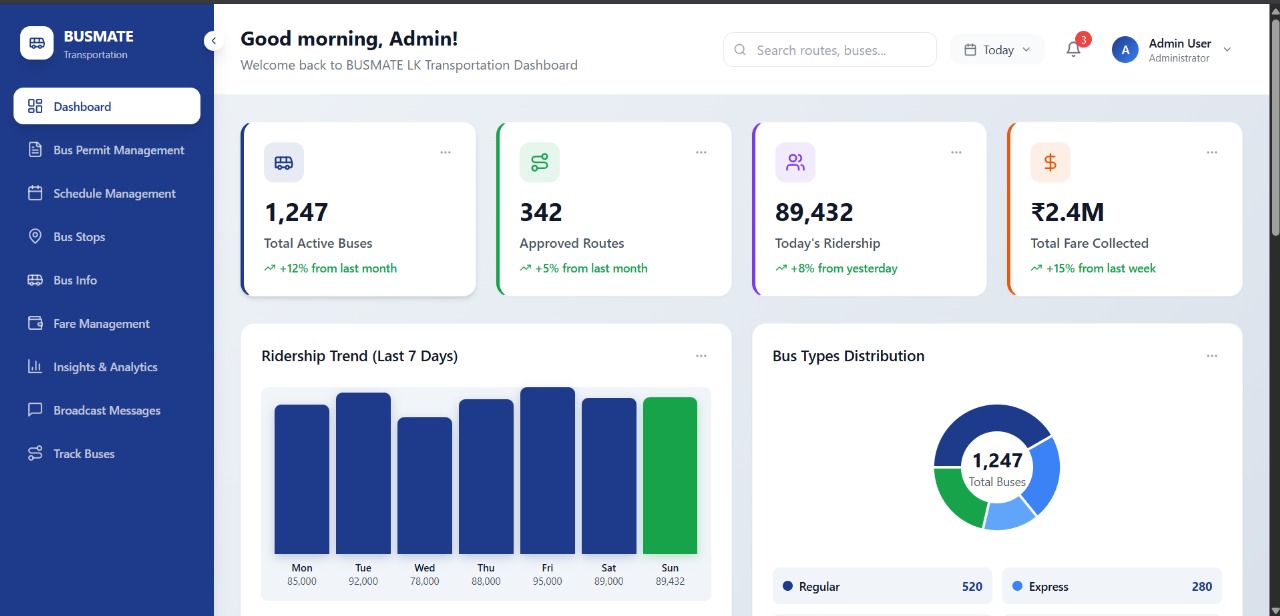 BUSMATE
Transportation
Dashboard
Bus Permit Management
Schedule Management
Bus Stops
Bus Info
Fare Management
Insights & Analytics
Broadcast Messages
Track Buses
Good morning, Admin!
Welcome back to BUSMATE LK Transportation Dashboard
Search routes, buses...
Today
3
A
Admin User
Administrator
1,247
Total Active Buses
+12% from last month
342
Approved Routes
+5% from last month
89,432
Today's Ridership
+8% from yesterday
₹2.4M
Total Fare Collected
+15% from last week
Ridership Trend (Last 7 Days)
Mon Tue Wed Thu Fri Sat Sun
85,000 92,000 78,000 88,000 95,000 89,000 89,432
Bus Types Distribution
1,247
Total Buses
Regular 520
Express 280